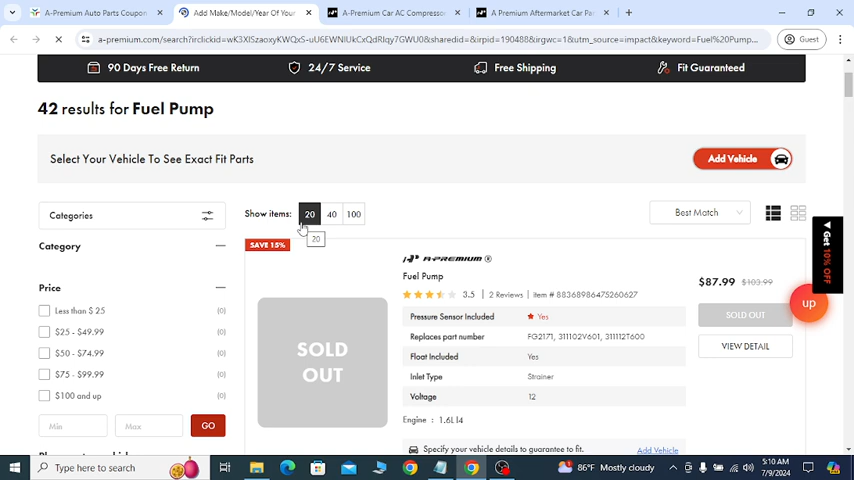 A-Premium Auto Parts Coupon
Add Make/Model/Year Of Your
A-Premium Car AC Compressor
A Premium Aftermarket Car Par
a-premium.com/search?irclickid=wK3XISzaoxyKWQxS-uU6EWNIUkCxQdRlqy7GWU0&sharedid=&irpid=190488&irgwc=1&utm_source=impact&keyword=Fuel%20Pump...
Guest
90 Days Free Return
24/7 Service
Free Shipping
Fit Guaranteed
42 results for Fuel Pump
Select Your Vehicle To See Exact Fit Parts
Add Vehicle
Categories
Show items: 20 40 100
Best Match
Category
20
SAVE 15%
Get 10% OFF
A-PREMIUM ®
Fuel Pump
$87.99 $103.99
Price
3.5 | 2 Reviews | Item # 88368986475260627
Less than $ 25 (0)
up
Pressure Sensor Included Yes
SOLD OUT
$25 - $49.99 (0)
Replaces part number FG2171, 311102V601, 311112T600
VIEW DETAIL
$50 - $74.99 (0)
SOLD
OUT
Float Included Yes
$75 - $99.99 (0)
Inlet Type Strainer
$100 and up (0)
Voltage 12
Min Max GO
Engine : 1.6L l4
Specify your vehicle details to guarantee to fit. Add Vehicle
Type here to search
86°F Mostly cloudy
5:10 AM
7/9/2024